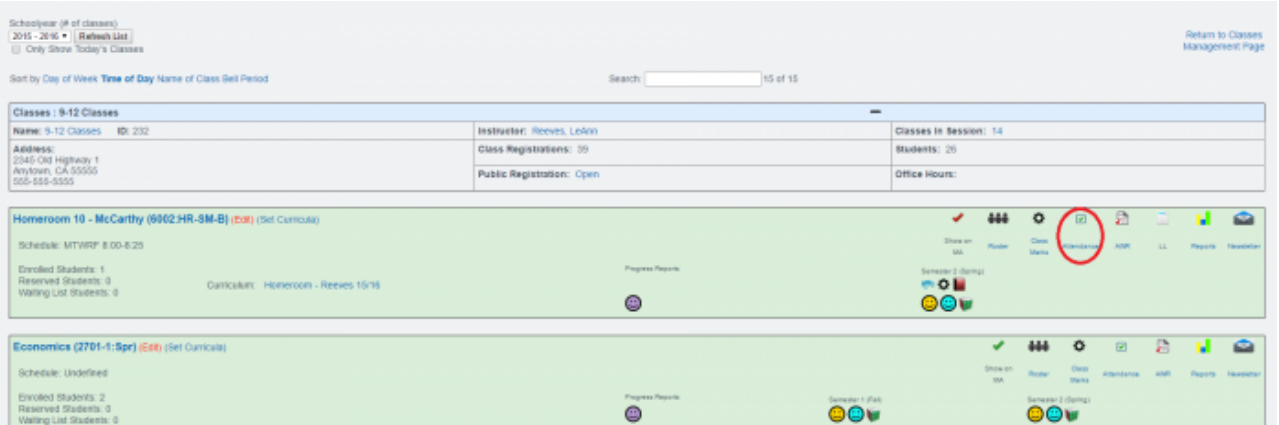 Schoolyear (# of classes)
2015 - 2016 Refresh List
Only Show Today's Classes
Return to Classes
Management Page
Sort by Day of Week Time of Day Name of Class Bell Period
Search: 15 of 15
Classes : 9-12 Classes
Name: 9-12 Classes ID: 232
Instructor: Reeves, LeAnn
Classes In Session: 14
Address:
2345 Old Highway 1
Anytown, CA 55555
555-555-5555
Class Registrations: 39
Students: 26
Public Registration: Open
Office Hours:
Homeroom 10 - McCarthy (6002:HR-SM-B) (Edit) (Set Curricula)
Show on
MA
Roster
Class
Marks
Attendance
AWR
LL
Reports
Newsletter
Schedule: MTWRF 8:00-8:25
Enrolled Students: 1
Reserved Students: 0
Waiting List Students: 0
Curriculum: Homeroom - Reeves 15/16
Progress Reports
Semester 2 (Spring)
Economics (2701-1:Spr) (Edit) (Set Curricula)
Show on
MA
Roster
Class
Marks
Attendance
AWR
Reports
Newsletter
Schedule: Undefined
Enrolled Students: 2
Reserved Students: 0
Waiting List Students: 0
Progress Reports
Semester 1 (Fall)
Semester 2 (Spring)